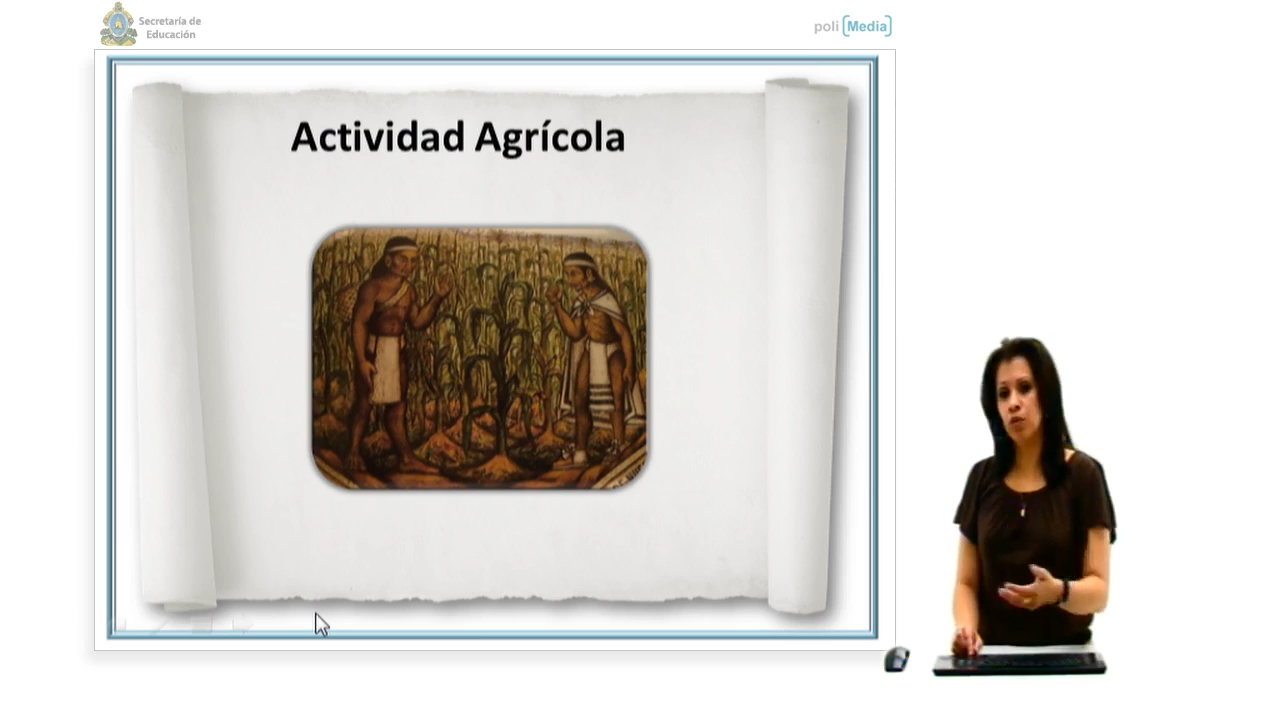 Secretaría de
Educación
poli [Media]
Actividad Agrícola